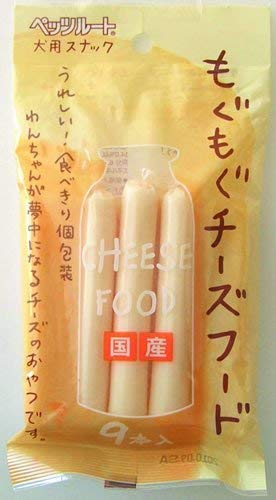 ペッツルート®
犬用スナック
もぐもぐチーズフード
うれしい!食べきり個包装
わんちゃんが夢中になるチーズのおやつです。
CHEESE
FOOD
国産
9本入